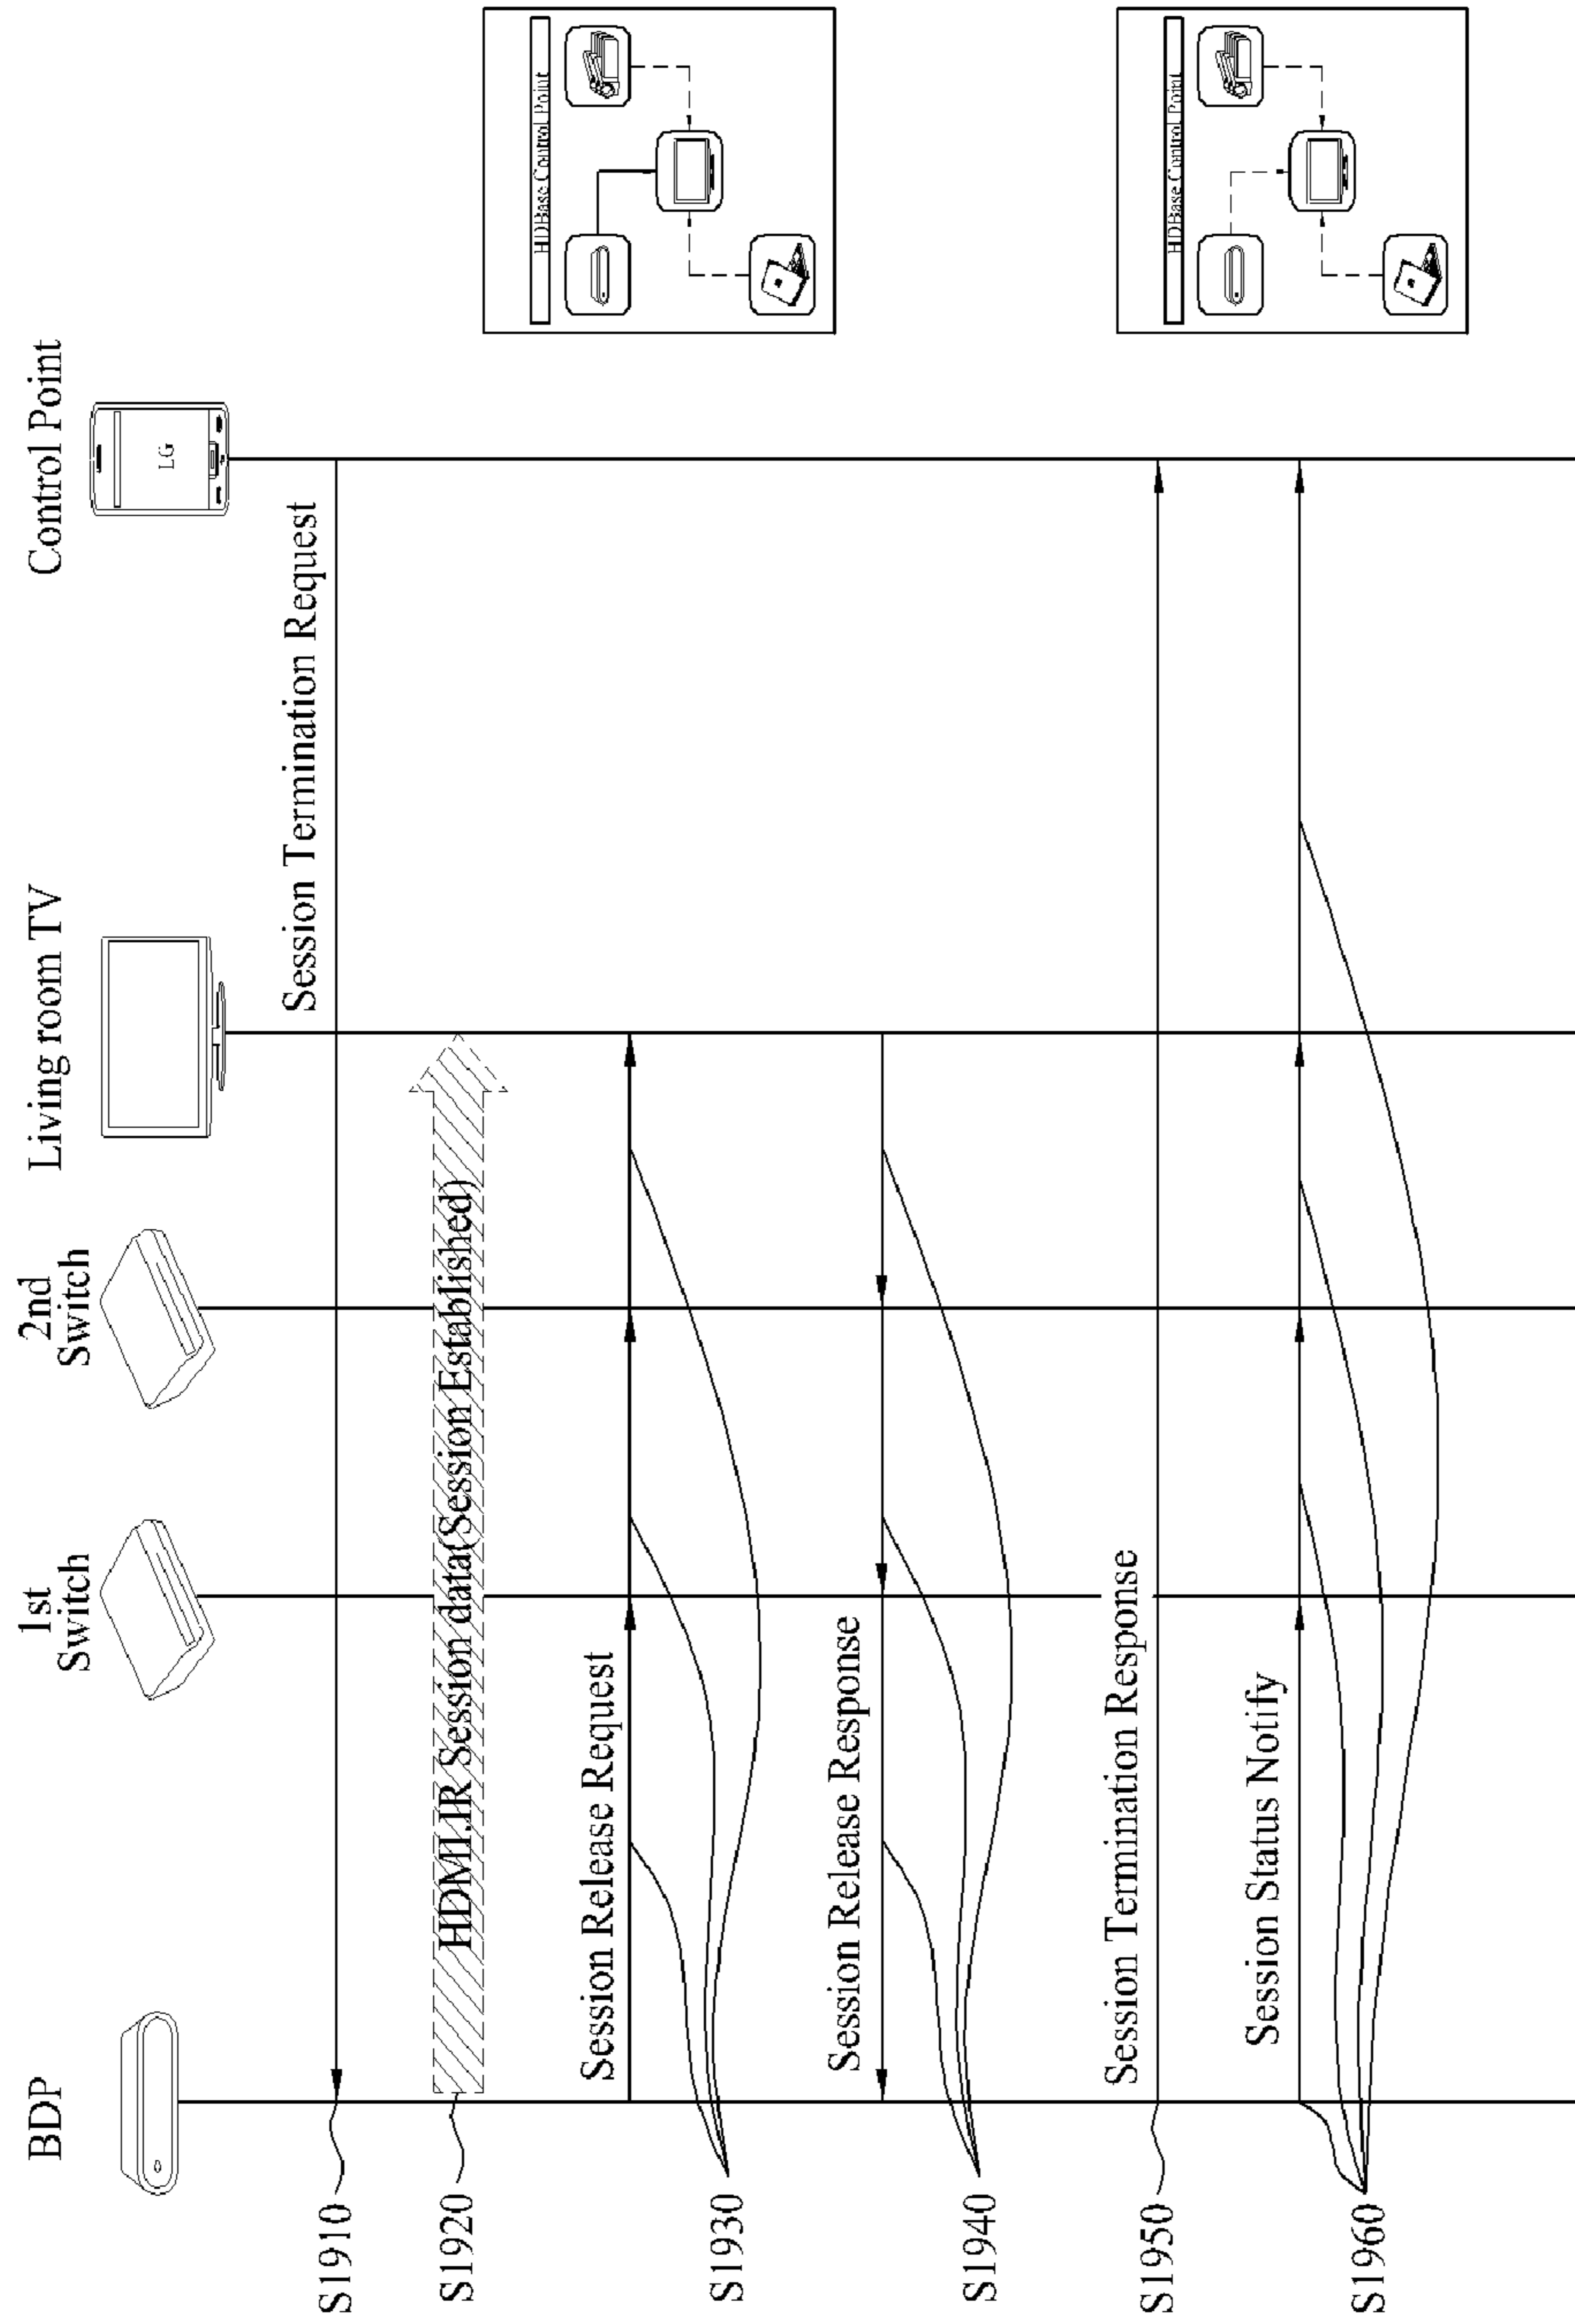 BDP
1st
Switch
2nd
Switch
Living room TV
Control Point
LG
S1910
Session Termination Request
S1920
HDMI.IR Session data(Session Established)
HDBase Control Point
Session Release Request
S1930
Session Release Response
S1940
Session Termination Response
S1950
HDBase Control Point
Session Status Notify
S1960